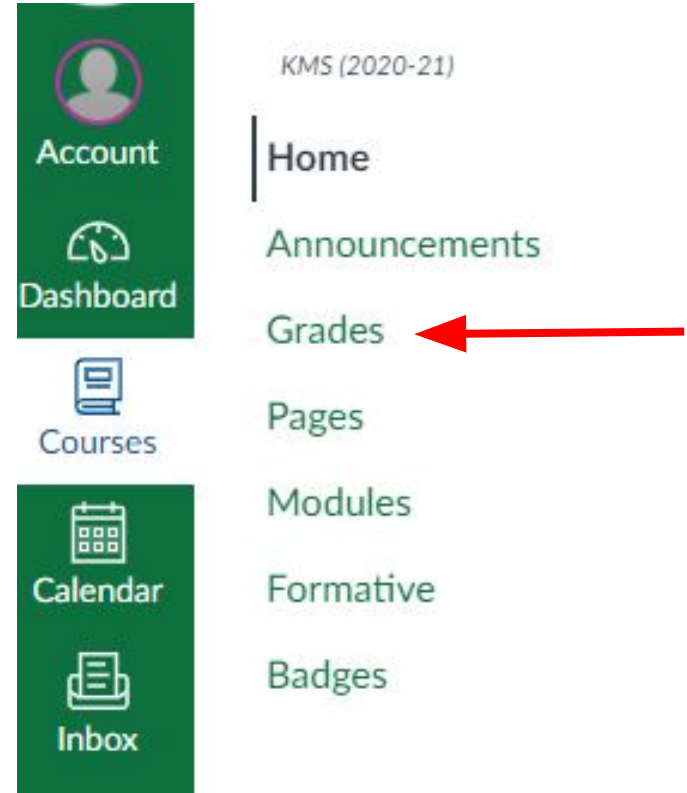 Account
Dashboard
Courses
Calendar
Inbox
KMS (2020-21)
Home
Announcements
Grades
Pages
Modules
Formative
Badges